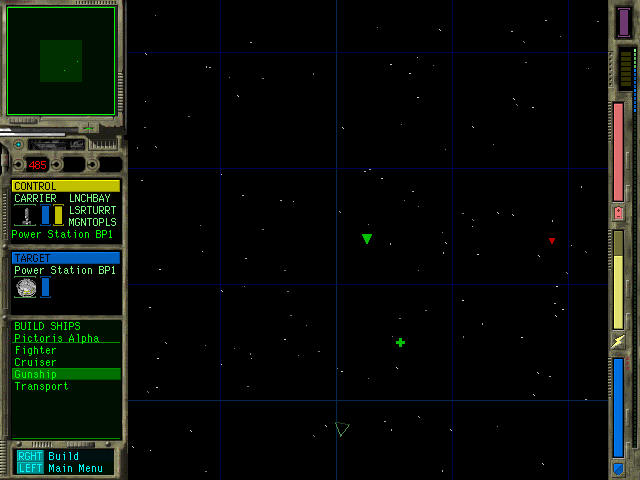 485
CONTROL
CARRIER LNCHBAY
LSRTURRT
MGNTOPLS
Power Station BP1
TARGET
Power Station BP1
BUILD SHIPS
Pictoris Alpha
Fighter
Cruiser
Gunship
Transport
RGHT Build
LEFT Main Menu